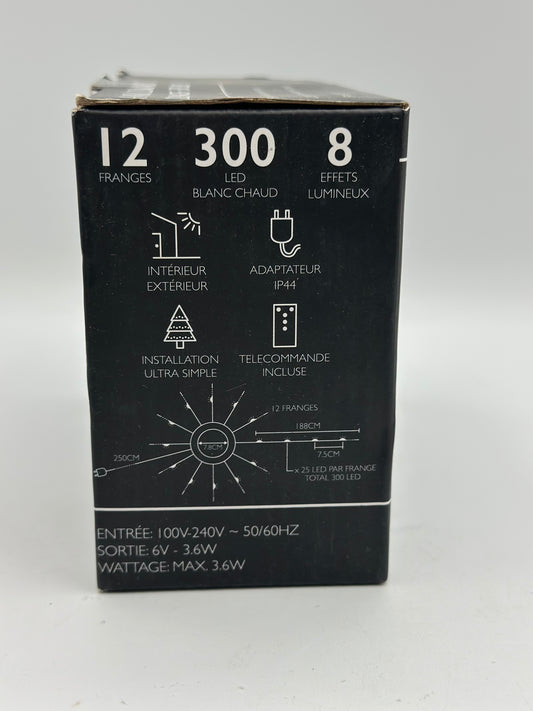 12
FRANGES
300
LED
BLANC CHAUD
8
EFFETS
LUMINEUX
INTÉRIEUR
EXTÉRIEUR
ADAPTATEUR
IP44
INSTALLATION
ULTRA SIMPLE
TELECOMMANDE
INCLUSE
12 FRANGES
188CM
7.8CM
7.5CM
250CM
x 25 LED PAR FRANGE
TOTAL 300 LED
ENTRÉE: 100V-240V ~ 50/60HZ
SORTIE: 6V - 3.6W
WATTAGE: MAX. 3.6W